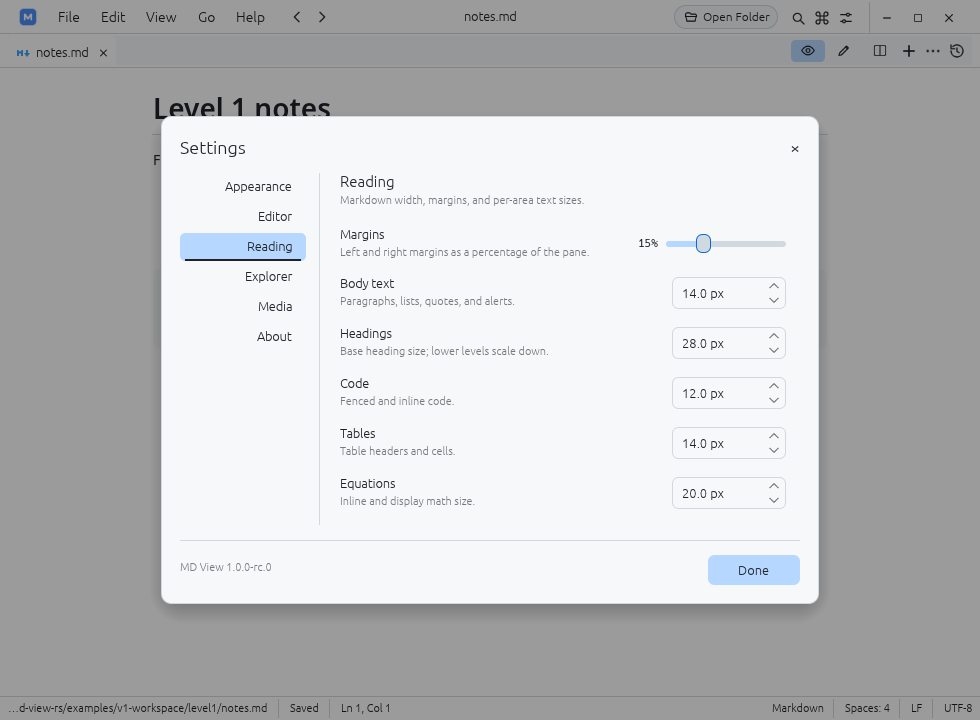 M File Edit View Go Help notes.md Open Folder
M notes.md
Level 1 notes
F
Settings
Appearance
Editor
Reading
Explorer
Media
About
Reading
Markdown width, margins, and per-area text sizes.
Margins
Left and right margins as a percentage of the pane.
15%
Body text
Paragraphs, lists, quotes, and alerts.
14.0 px
Headings
Base heading size; lower levels scale down.
28.0 px
Code
Fenced and inline code.
12.0 px
Tables
Table headers and cells.
14.0 px
Equations
Inline and display math size.
20.0 px
MD View 1.0.0-rc.0
Done
…d-view-rs/examples/v1-workspace/level1/notes.md Saved Ln 1, Col 1 Markdown Spaces: 4 LF UTF-8